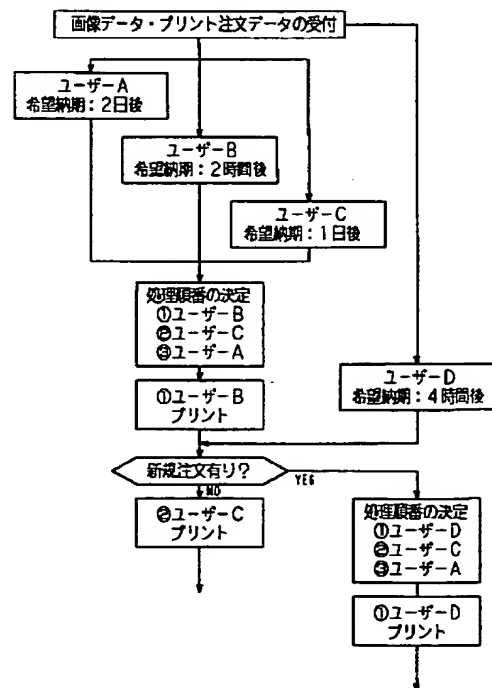 画像データ・プリント注文データの受付
ユーザーA
希望納期：2日後
ユーザーB
希望納期：2時間後
ユーザーC
希望納期：1日後
処理順番の決定
①ユーザーB
②ユーザーC
③ユーザーA
①ユーザーB
プリント
ユーザーD
希望納期：4時間後
新規注文有り？
YES
NO
②ユーザーC
プリント
処理順番の決定
①ユーザーD
②ユーザーC
③ユーザーA
①ユーザーD
プリント